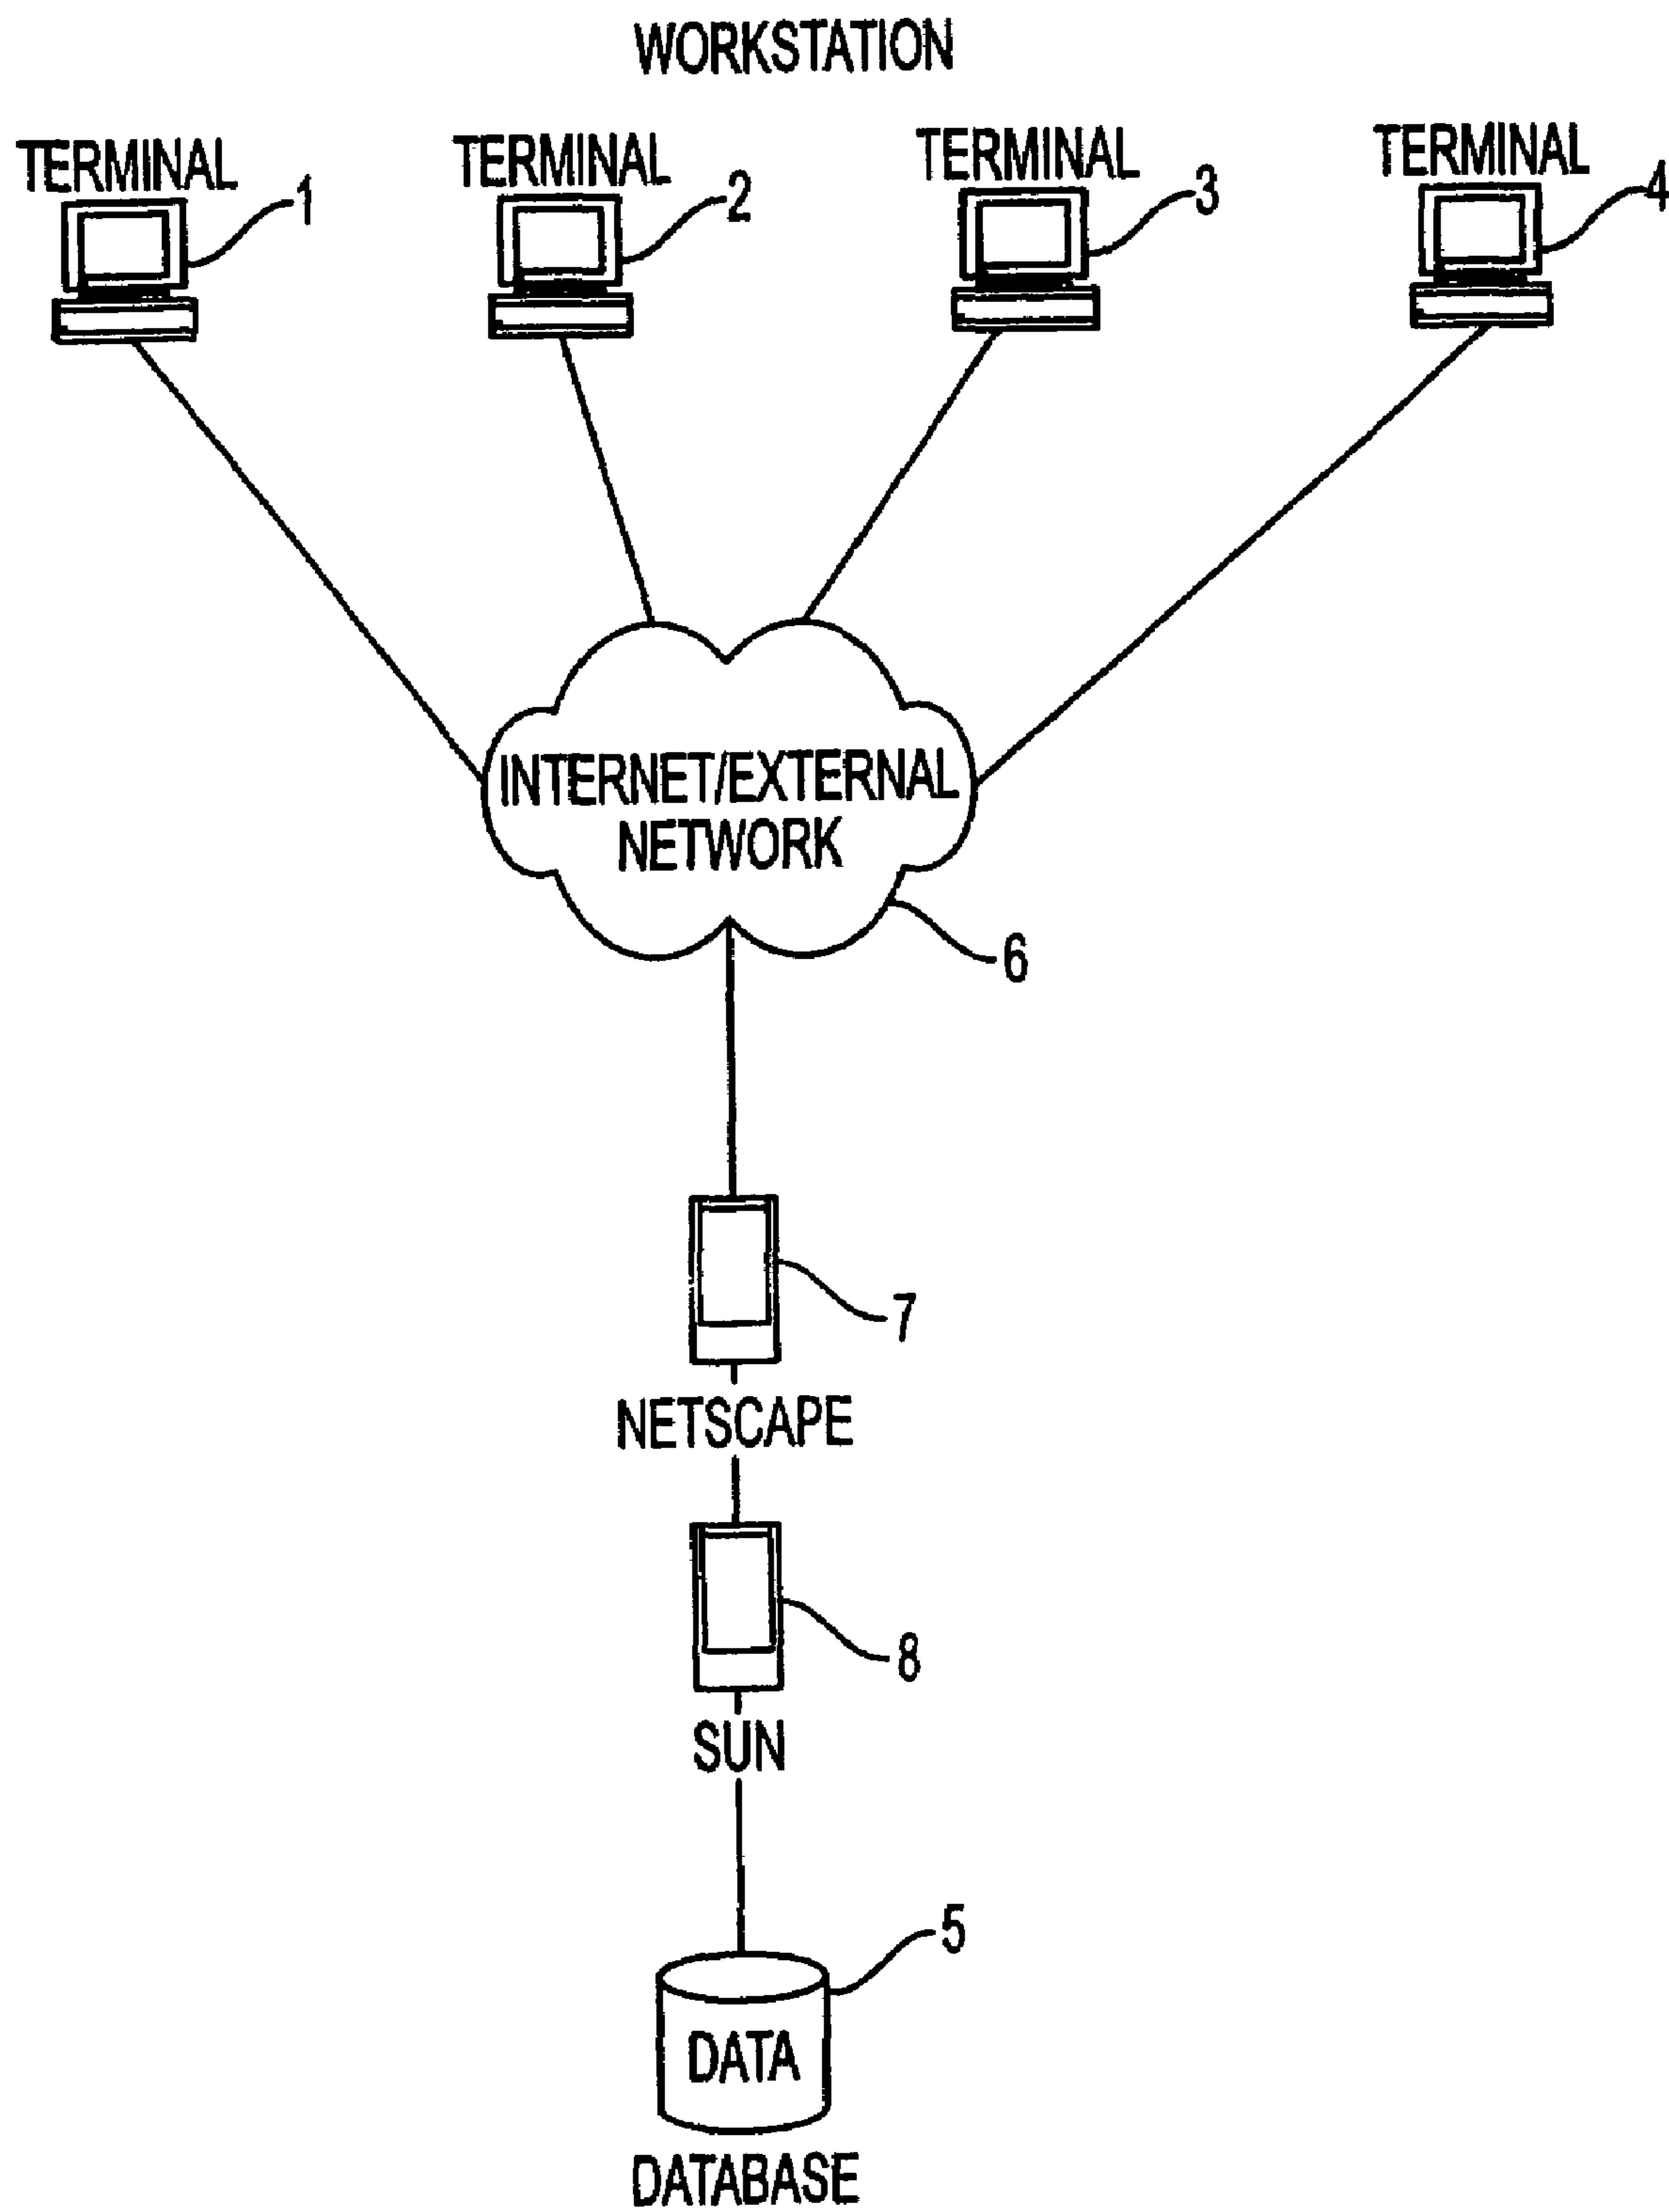 WORKSTATION
TERMINAL
1
TERMINAL
2
TERMINAL
3
TERMINAL
4
INTERNET/EXTERNAL
NETWORK
6
7
NETSCAPE
8
SUN
5
DATA
DATABASE